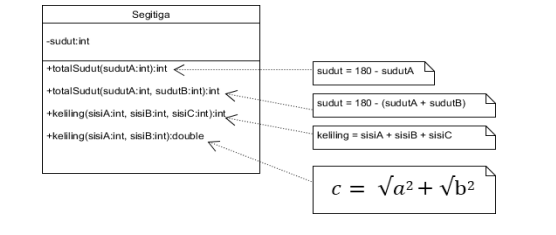 Segitiga
-sudut:int
+totalSudut(sudutA:int):int
+totalSudut(sudutA:int, sudutB:int):int
+keliling(sisiA:int, sisiB:int, sisiC:int):int
+keliling(sisiA:int, sisiB:int):double
sudut = 180 - sudutA
sudut = 180 - (sudutA + sudutB)
keliling = sisiA + sisiB + sisiC
c = √a² + √b²